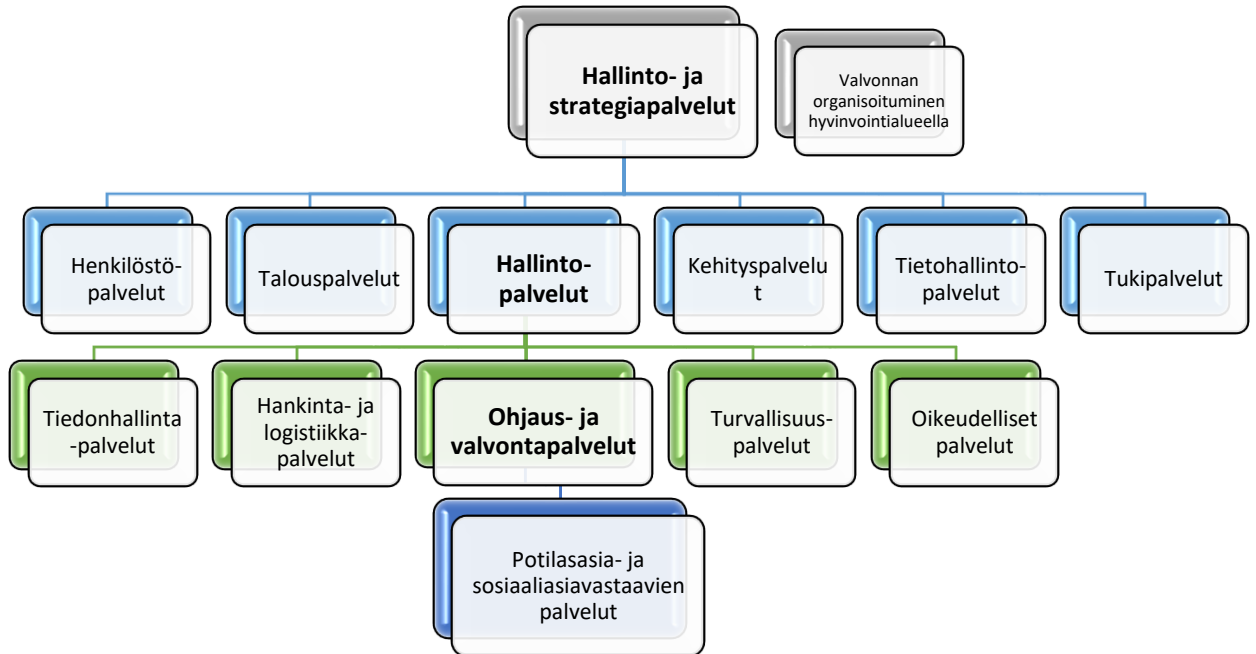 Hallinto- ja
strategiapalvelut
Valvonnan
organisoituminen
hyvinvointialueella
Henkilöstö-
palvelut
Talouspalvelut
Hallinto-
palvelut
Kehityspalvelu
t
Tietohallinto-
palvelut
Tukipalvelut
Tiedonhallinta
-palvelut
Hankinta- ja
logistiikka-
palvelut
Ohjaus- ja
valvontapalvelut
Turvallisuus-
palvelut
Oikeudelliset
palvelut
Potilasasia- ja
sosiaaliasiavastaavien
palvelut